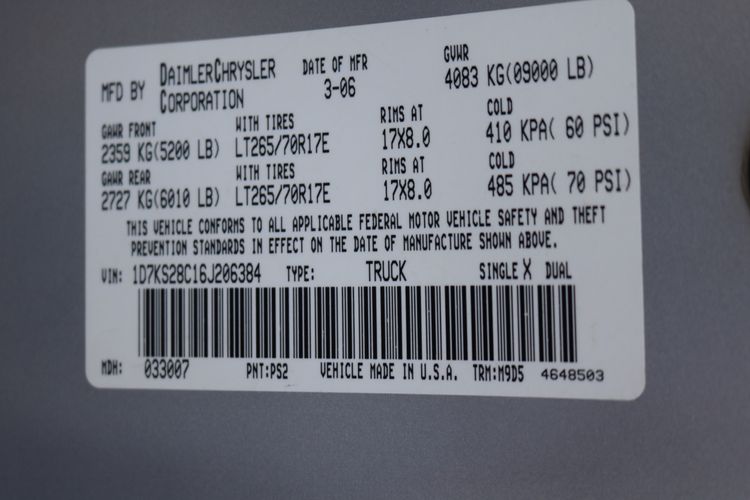 MFD BY DAIMLERCHRYSLER CORPORATION DATE OF MFR 3-06 GVWR 4083 KG(09000 LB)
GAWR FRONT WITH TIRES RIMS AT COLD
2359 KG(5200 LB) LT265/70R17E 17X8.0 410 KPA( 60 PSI)
GAWR REAR WITH TIRES RIMS AT COLD
2727 KG(6010 LB) LT265/70R17E 17X8.0 485 KPA( 70 PSI)
THIS VEHICLE CONFORMS TO ALL APPLICABLE FEDERAL MOTOR VEHICLE SAFETY AND THEFT
PREVENTION STANDARDS IN EFFECT ON THE DATE OF MANUFACTURE SHOWN ABOVE.
VIN: 1D7KS28C16J206384 TYPE: TRUCK SINGLE X DUAL
MDH: 033007 PNT:PS2 VEHICLE MADE IN U.S.A. TRM:M9D5 4648503